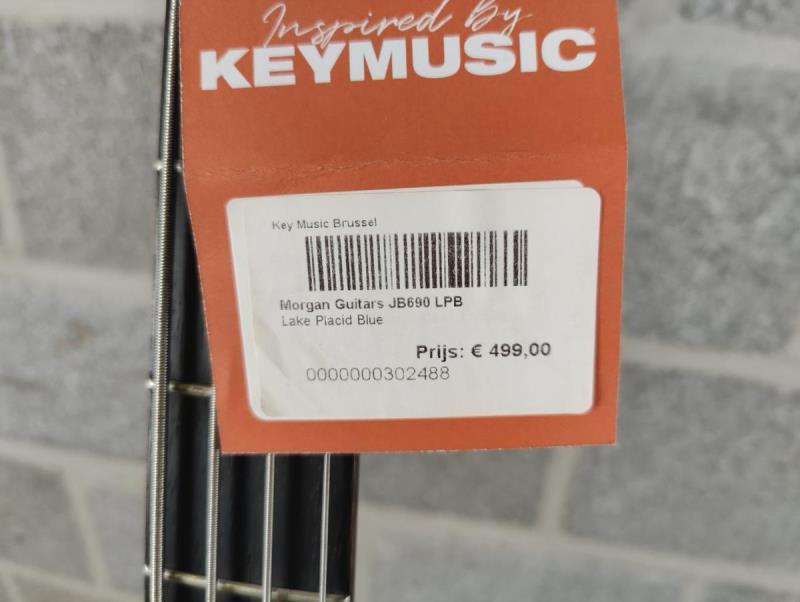 Inspired By
KEYMUSIC
Key Music Brussel
Morgan Guitars JB690 LPB
Lake Placid Blue
Prijs: € 499,00
0000000302488